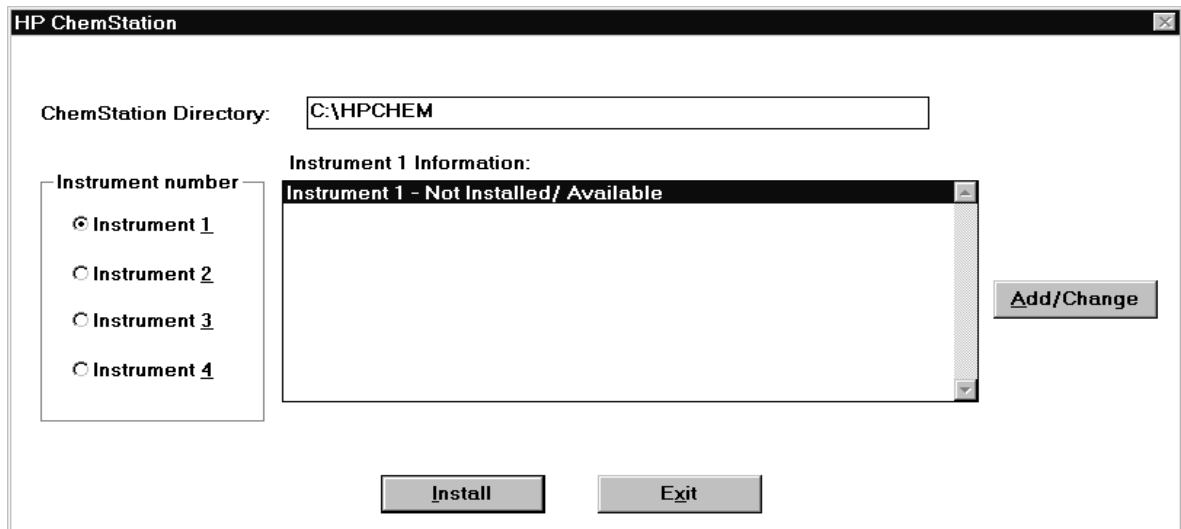 HP ChemStation
ChemStation Directory:
C:\HPCHEM
Instrument 1 Information:
Instrument number
Instrument 1 - Not Installed/ Available
Instrument 1
Instrument 2
Instrument 3
Instrument 4
Add/Change
Install
Exit